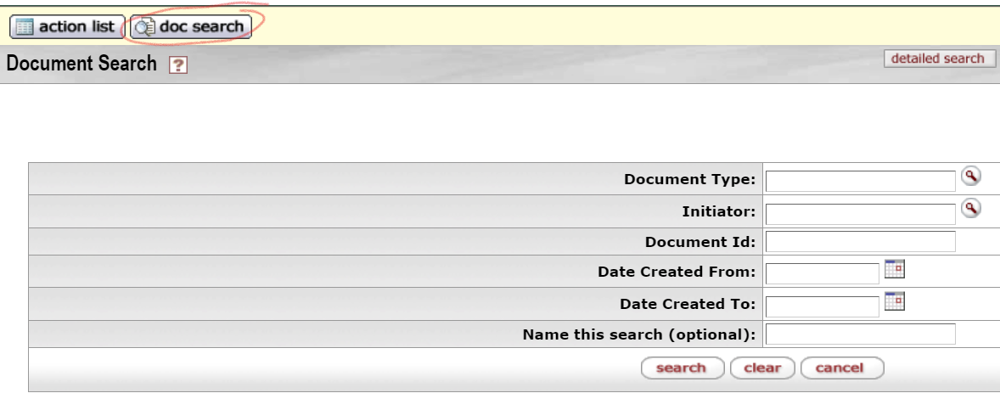 action list doc search
Document Search ? detailed search
Document Type:
Initiator:
Document Id:
Date Created From:
Date Created To:
Name this search (optional):
search clear cancel